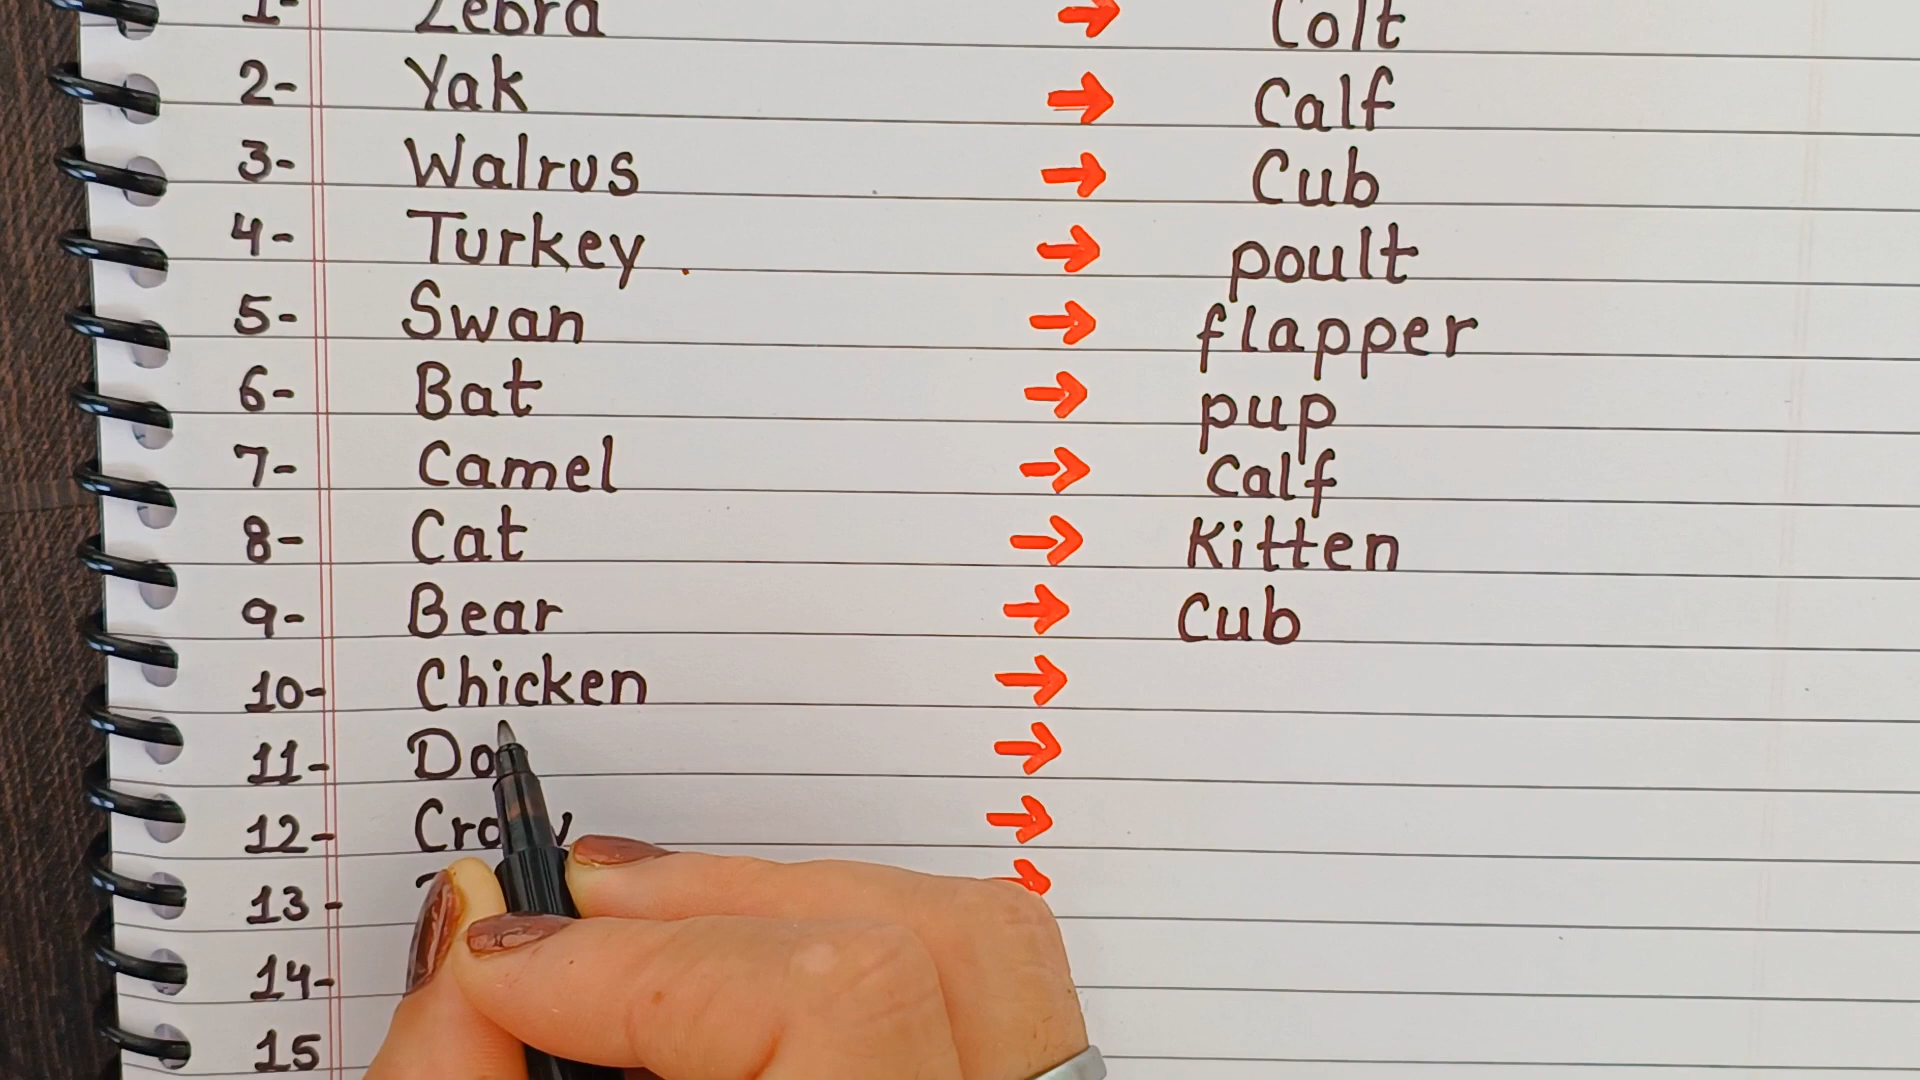 1- Zebra → Colt
2- Yak → Calf
3- Walrus → Cub
4- Turkey → poult
5- Swan → flapper
6- Bat → pup
7- Camel → Calf
8- Cat → Kitten
9- Bear → Cub
10- Chicken →
11- →
12- →
13- →
14-
15